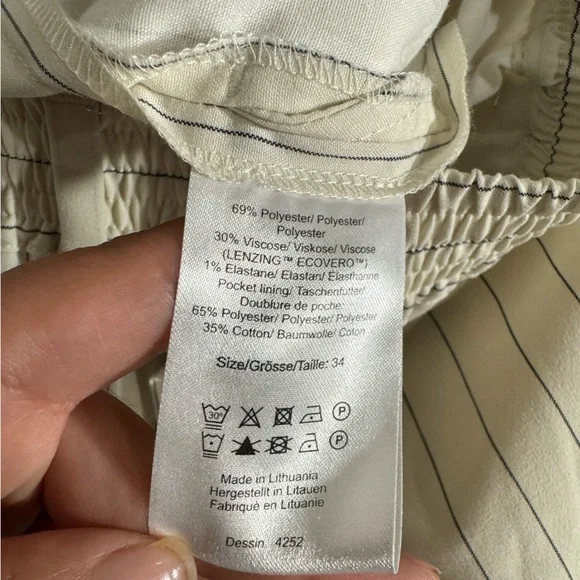 69% Polyester/ Polyester/
Polyester
30% Viscose/ Viskose/ Viscose
(LENZING™ ECOVERO™)
1% Elastane/ Elastan/ Elasthanne
Pocket lining/ Taschenfutter/
Doublure de poche:
65% Polyester/ Polyester/ Polyester
35% Cotton/ Baumwolle/ Coton
Size/Grösse/Taille: 34
30° P
P
Made in Lithuania
Hergestellt in Litauen
Fabriqué en Lituanie
Dessin 4252